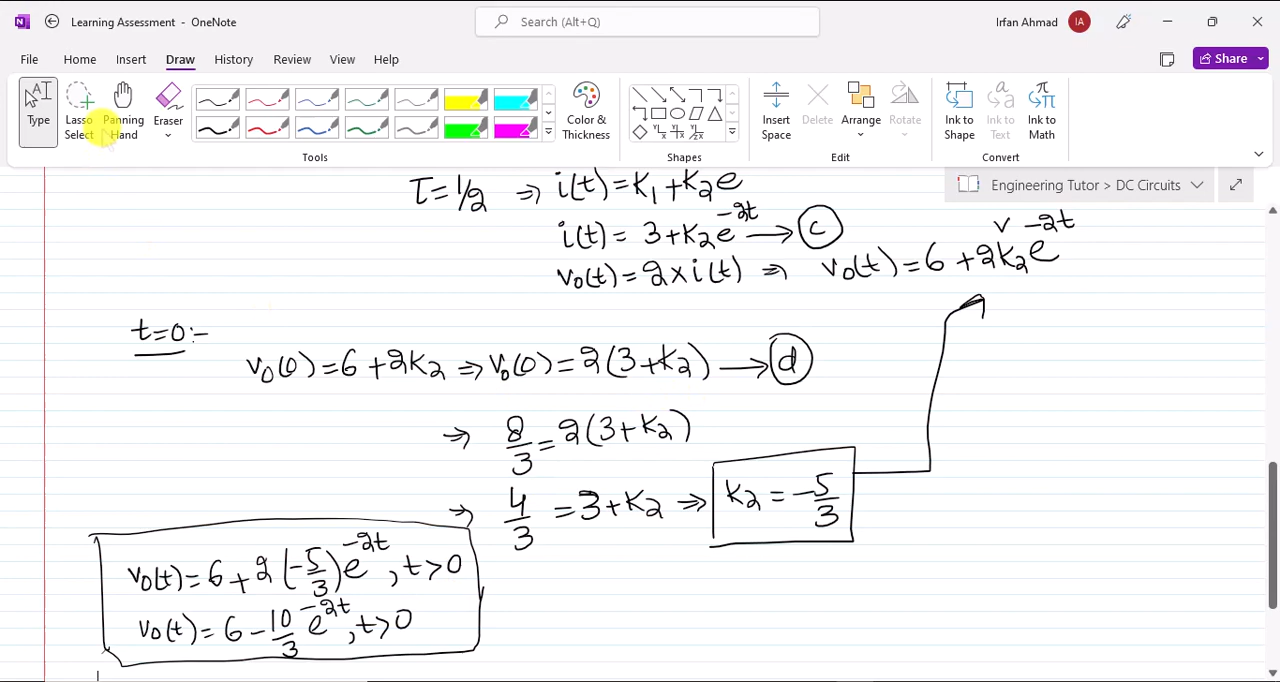 Learning Assessment - OneNote
Search (Alt+Q)
Irfan Ahmad
IA
File Home Insert Draw History Review View Help
Share
Type
Lasso Select
Panning Hand
Eraser
Color & Thickness
Insert Space
Delete
Arrange
Rotate
Ink to Shape
Ink to Text
Ink to Math
Tools
Shapes
Edit
Convert
Engineering Tutor > DC Circuits
τ=1/2 ⇒ i(t)=K1+K2e
i(t)= 3+K2e^-2t → (c)
v0(t)=2×i(t) ⇒ v0(t)=6+2K2e^-2t
t=0:-
v0(0)=6+2K2 ⇒ v0(0)=2(3+K2) → (d)
⇒ 8/3=2(3+K2)
⇒ 4/3=3+K2 ⇒ K2=-5/3
v0(t)=6+2(-5/3)e^-2t, t>0
v0(t)=6-10/3 e^-2t, t>0